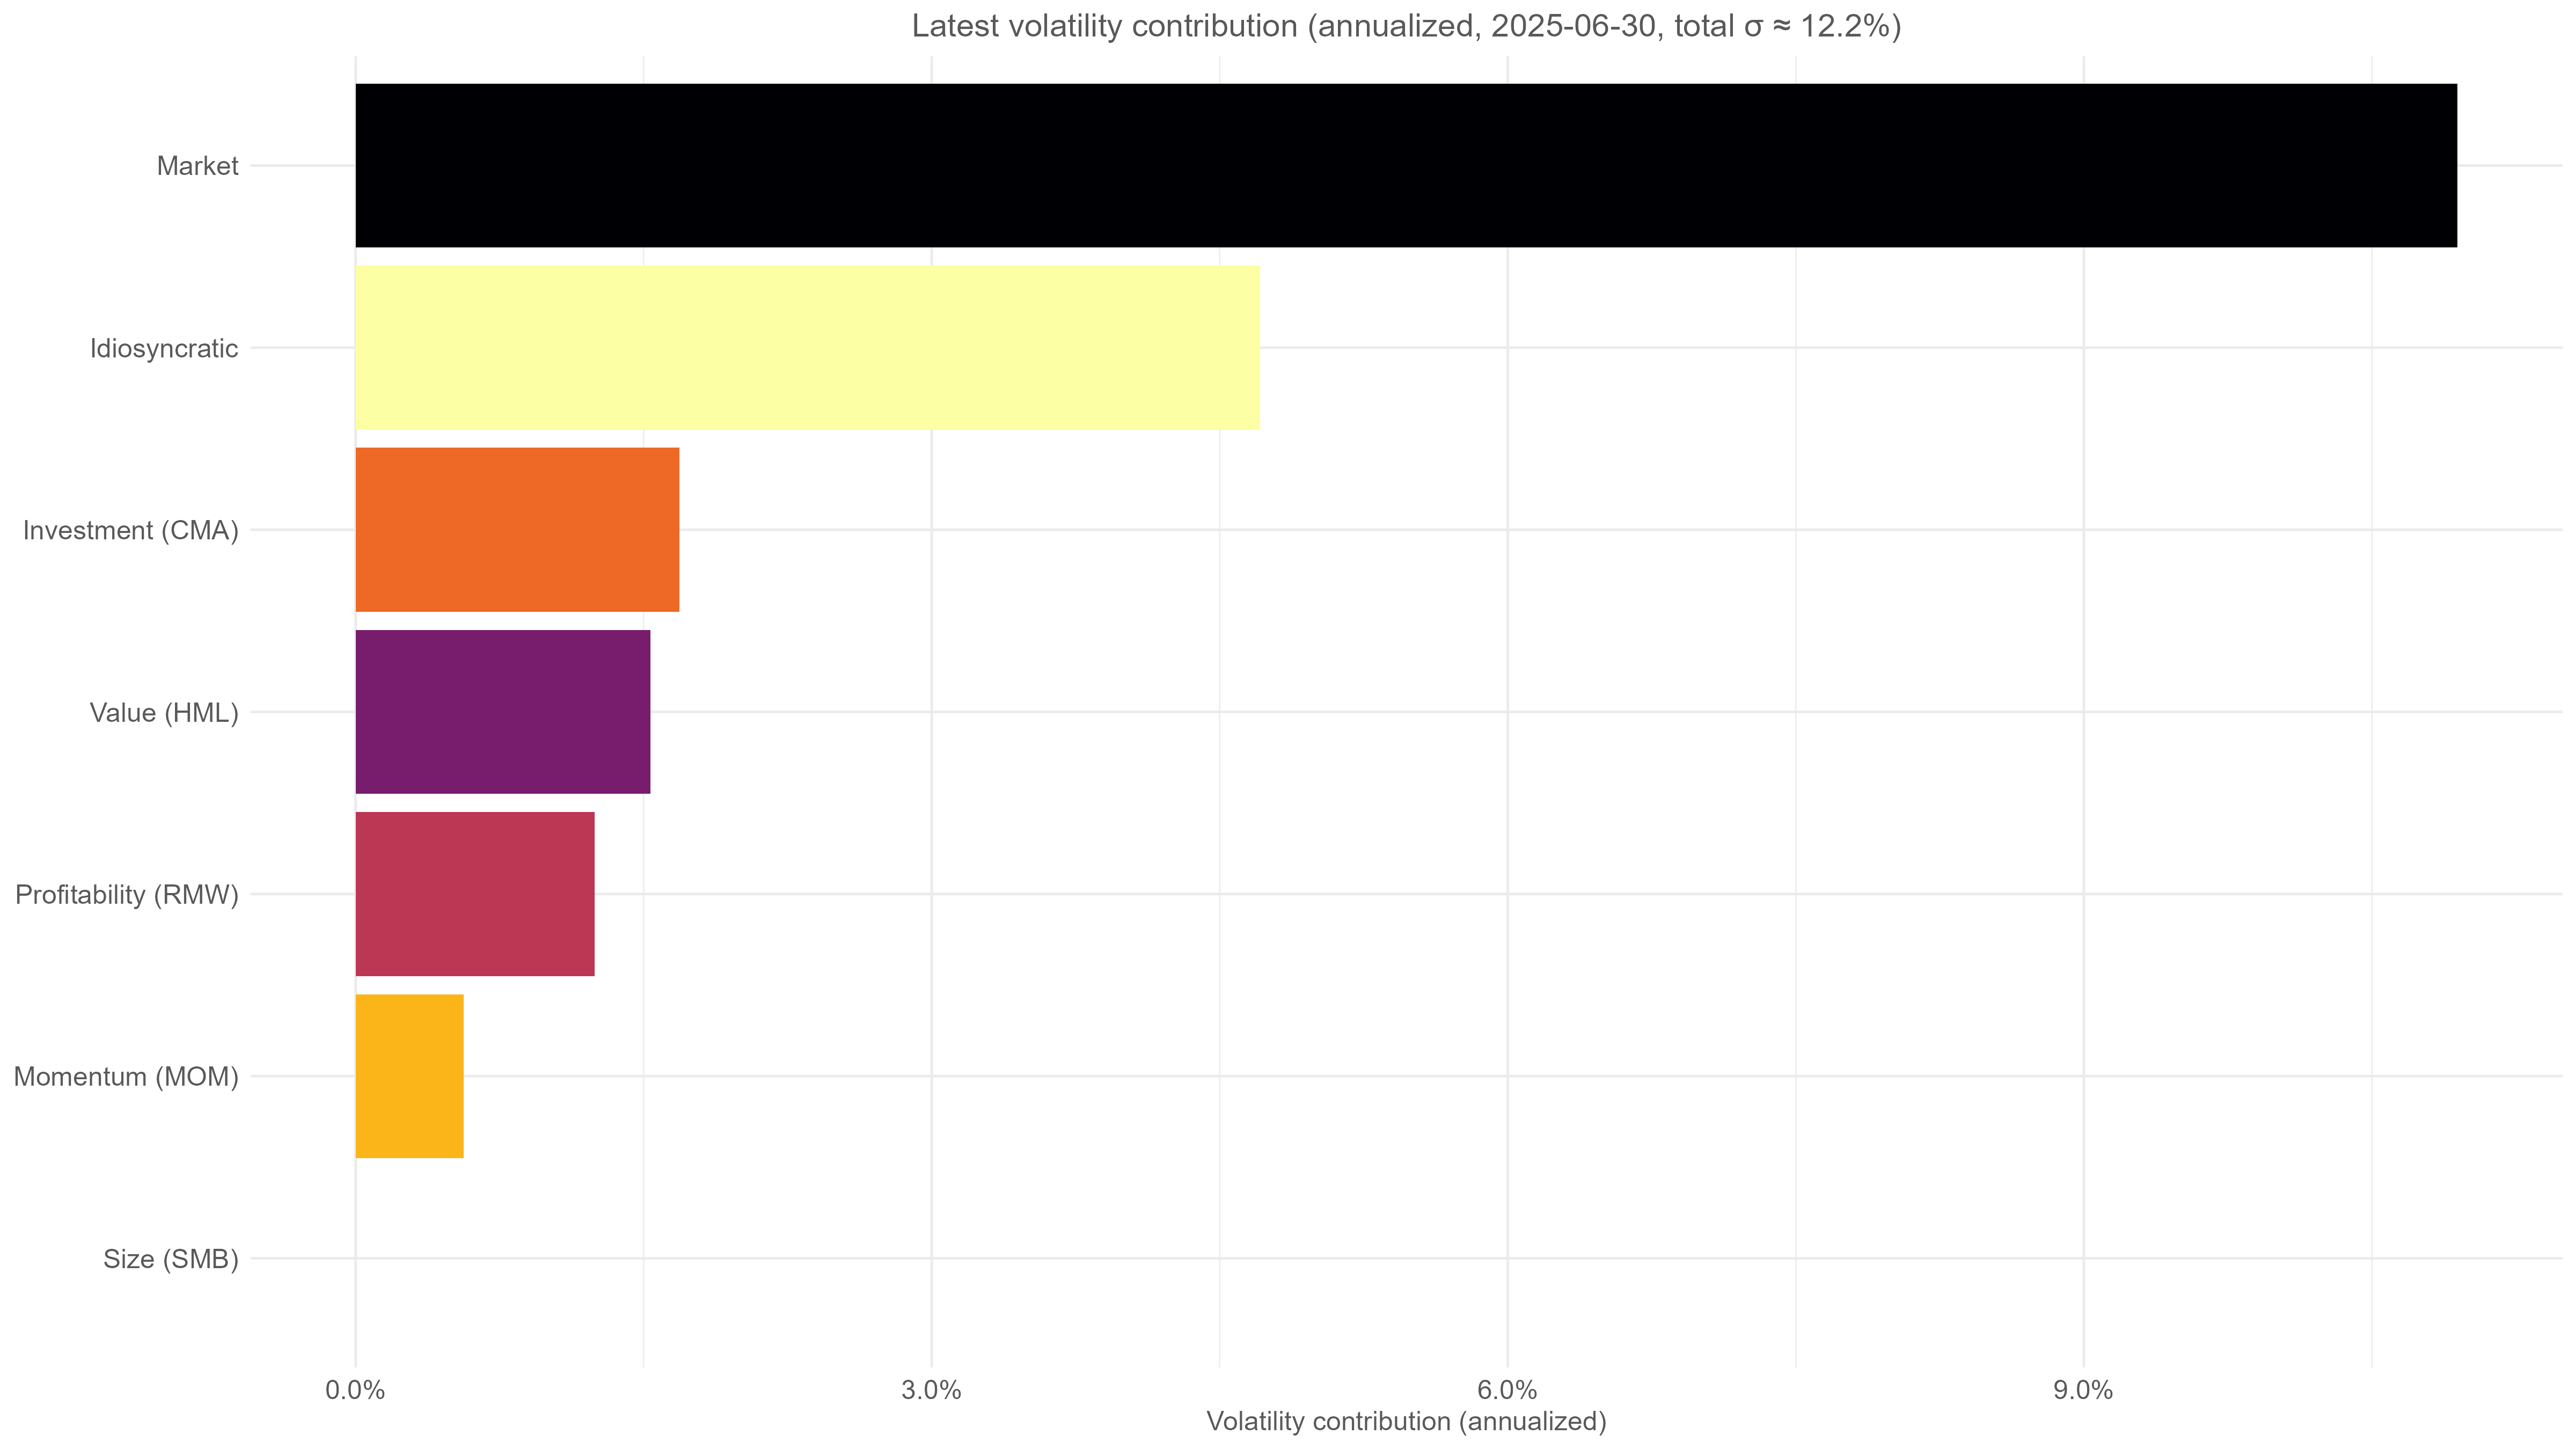 Latest volatility contribution (annualized, 2025-06-30, total σ ≈ 12.2%)
Market
Idiosyncratic
Investment (CMA)
Value (HML)
Profitability (RMW)
Momentum (MOM)
Size (SMB)
0.0% 3.0% 6.0% 9.0%
Volatility contribution (annualized)